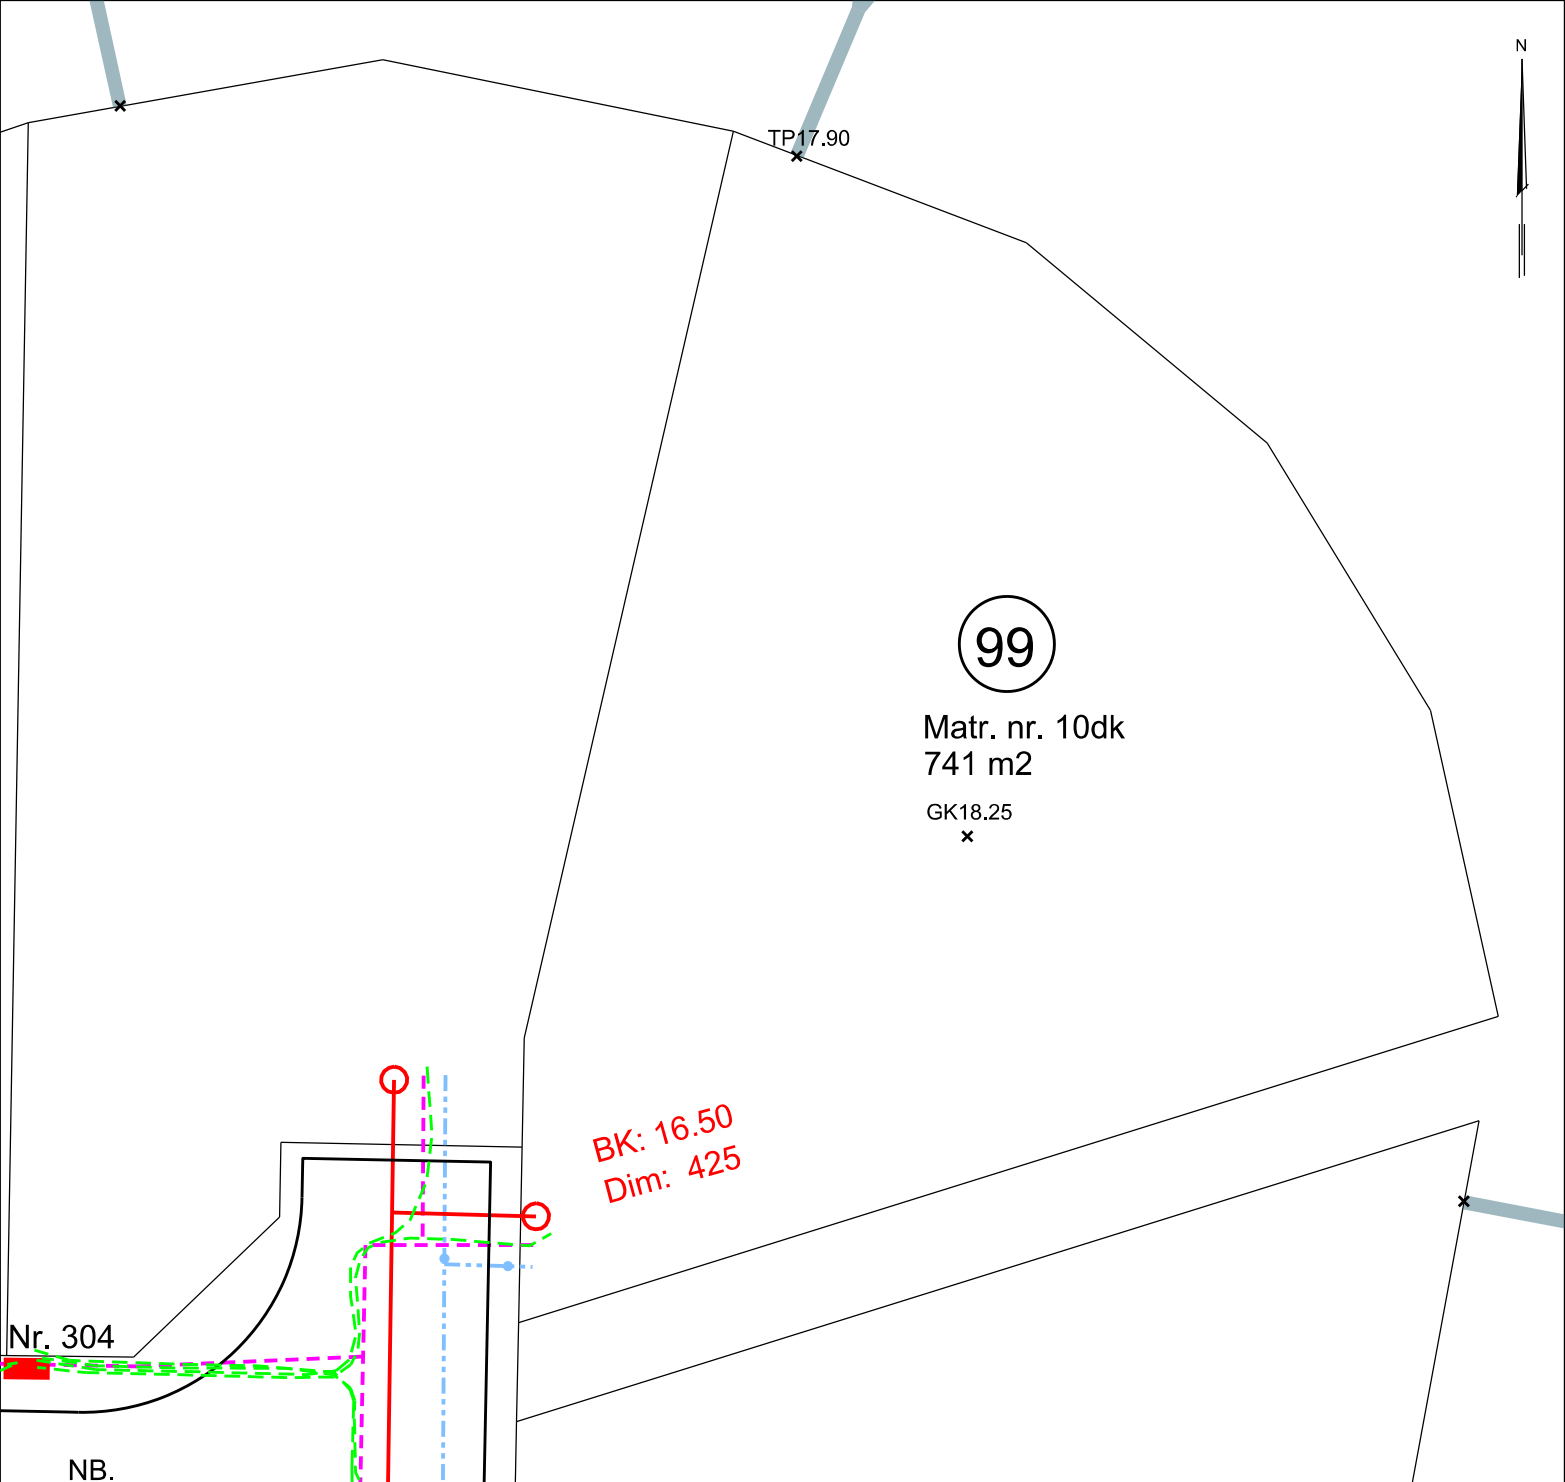 N
TP17.90
99
Matr. nr. 10dk
741 m2
GK18.25
BK: 16.50
Dim: 425
Nr. 304
NB.